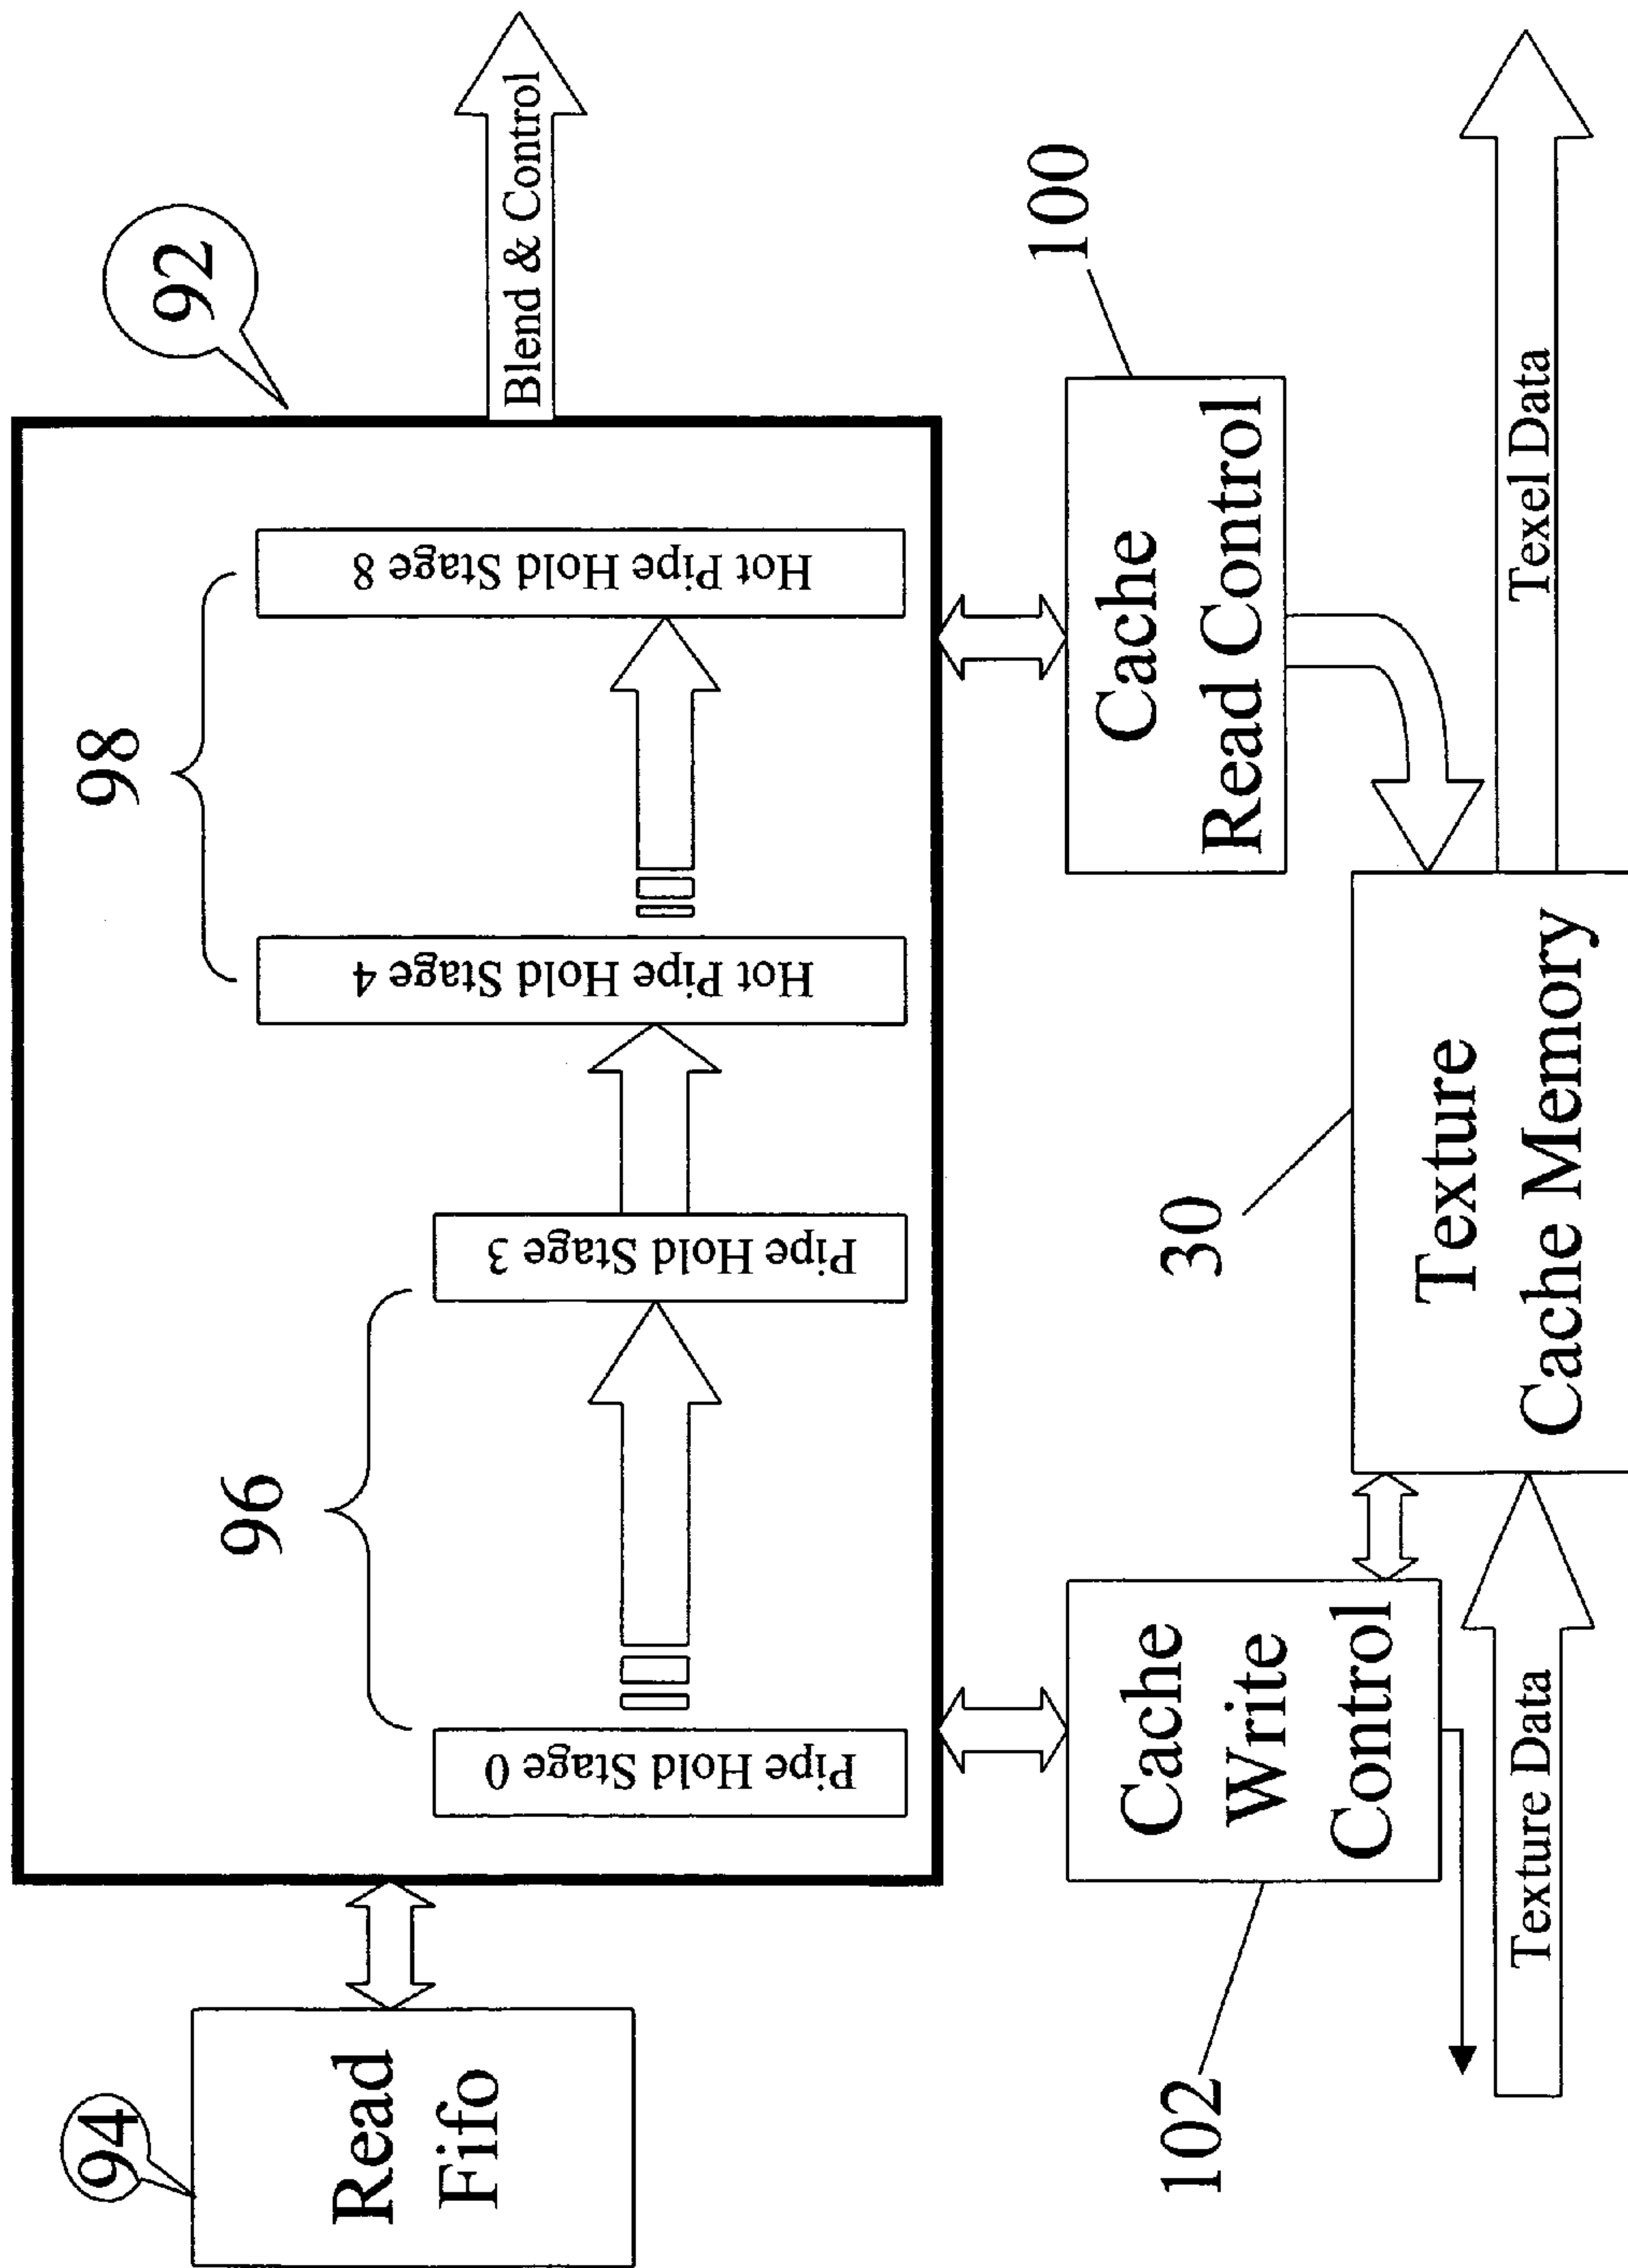 94
Read
Fifo
92
96
98
Pipe Hold Stage 0
Pipe Hold Stage 3
Hot Pipe Hold Stage 4
Hot Pipe Hold Stage 8
Blend & Control
102
Cache
Write
Control
100
Cache
Read Control
30
Texture
Cache Memory
Texture Data
Texel Data